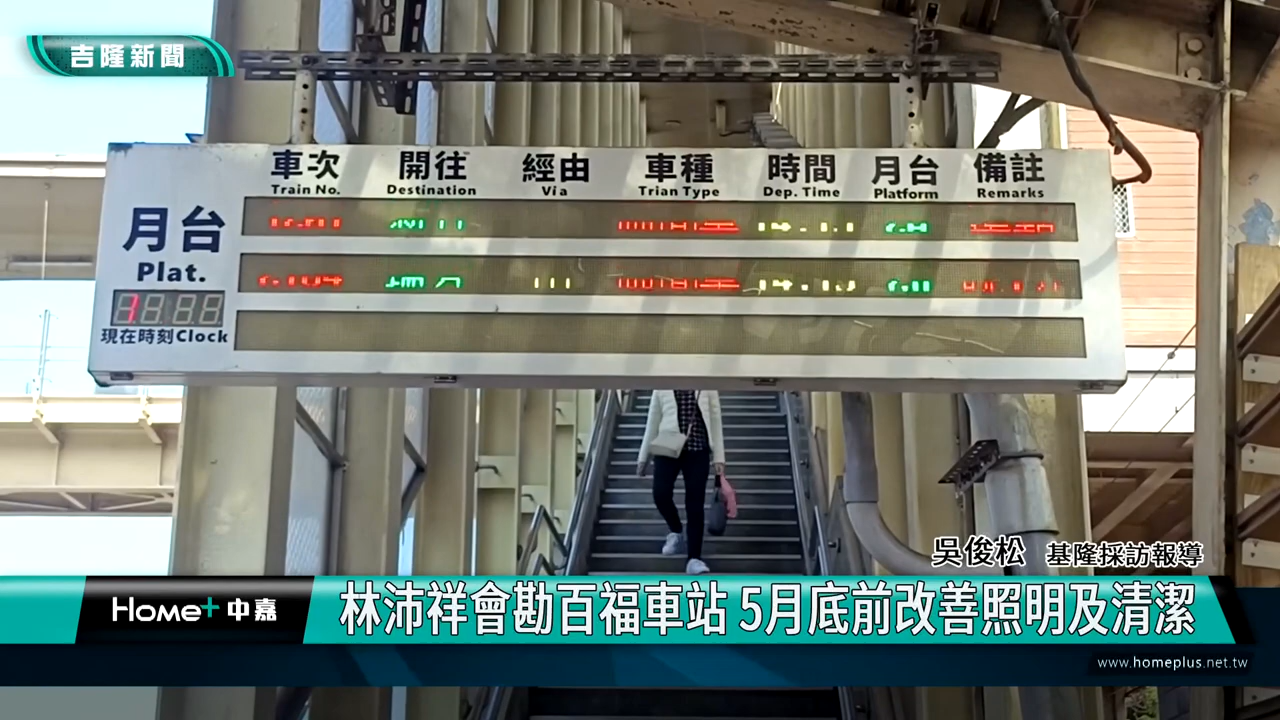 吉隆新聞
車次 開往 經由 車種 時間 月台 備註
Train No. Destination Via Trian Type Dep. Time Platform Remarks
月台
Plat.
1
現在時刻Clock
吳俊松 基隆採訪報導
Home+ 中嘉
林沛祥會勘百福車站 5月底前改善照明及清潔
www.homeplus.net.tw